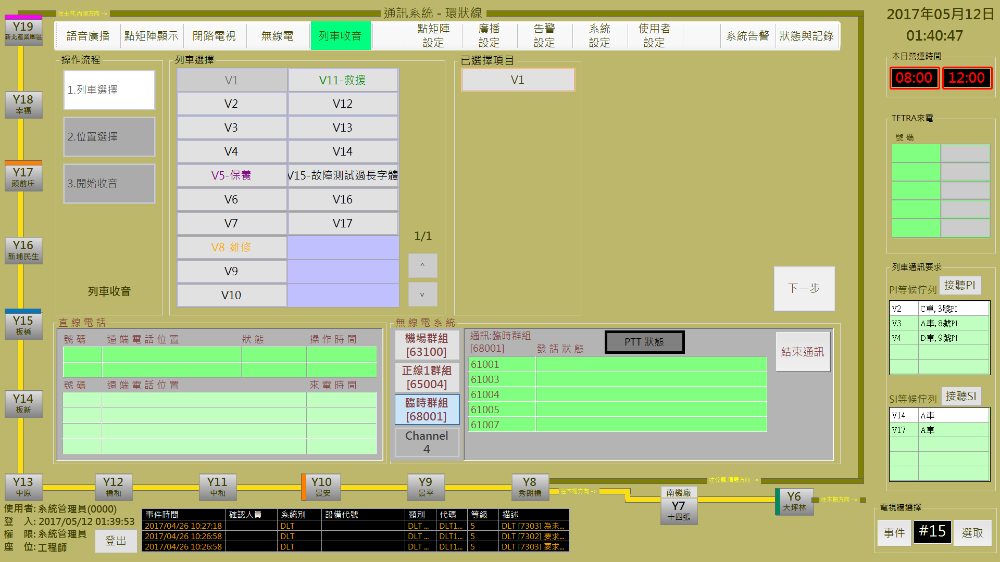 往士林,內湖方向 ->
通訊系統 - 環狀線
2017年05月12日
01:40:47
語音廣播
點矩陣顯示
閉路電視
無線電
列車收音
點矩陣
設定
廣播
設定
告警
設定
系統
設定
使用者
設定
系統告警
狀態與記錄
Y19
新北產業園區
Y18
幸福
Y17
頭前庄
Y16
新埔民生
Y15
板橋
Y14
板新
操作流程
1.列車選擇
2.位置選擇
3.開始收音
列車收音
列車選擇
V1
V11-救援
V2
V12
V3
V13
V4
V14
V5-保養
V15-故障測試過長字體
V6
V16
V7
V17
V8-維修
V9
V10
1/1
^
v
已選擇項目
V1
下一步
本日營運時間
08:00
12:00
TETRA來電
號 碼
列車通訊要求
PI等候佇列
接聽PI
V2
C車,3號PI
V3
A車,8號PI
V4
D車,9號PI
SI等候佇列
接聽SI
V14
A車
V17
A車
直 線 電 話
號 碼
遠 端 電 話 位 置
狀 態
操 作 時 間
號 碼
遠 端 電 話 位 置
來 電 時 間
無 線 電 系 統
機場群組
[63100]
正線1群組
[65004]
臨時群組
[68001]
Channel
4
通訊:臨時群組
[68001]
發 話 狀 態
PTT 狀態
結束通訊
61001
61003
61004
61005
61007
Y13
中原
Y12
橋和
Y11
中和
Y10
景安
Y9
景平
Y8
秀朗橋
往公館,信義方向 ->
往木柵方向 ->
南機廠
Y7
十四張
Y6
大坪林
往木柵方向 ->
使用者: 系統管理員(0000)
登 入: 2017/05/12 01:39:53
權 限: 系統管理員
座 位: 工程師
登出
事件時間
確認人員
系統別
設備代號
類別
代碼
等級
描述
2017/04/26 10:27:18
DLT
DLT ...
DLT1...
5
DLT [7303] 為未...
2017/04/26 10:26:58
DLT
DLT ...
DLT1...
5
DLT [7302] 要求...
2017/04/26 10:26:58
DLT
DLT ...
DLT1...
5
DLT [7303] 要求...
電視牆選擇
事件
#15
選取